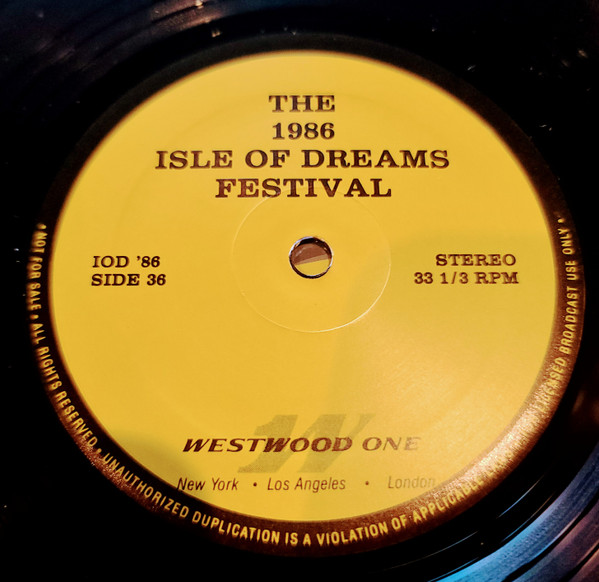 THE
1986
ISLE OF DREAMS
FESTIVAL
IOD '86
SIDE 36
STEREO
33 1/3 RPM
WESTWOOD ONE
New York • Los Angeles • London
• NOT FOR SALE • ALL RIGHTS RESERVED • UNAUTHORIZED DUPLICATION IS A VIOLATION OF APPLICABLE LICENSED BROADCAST USE ONLY •